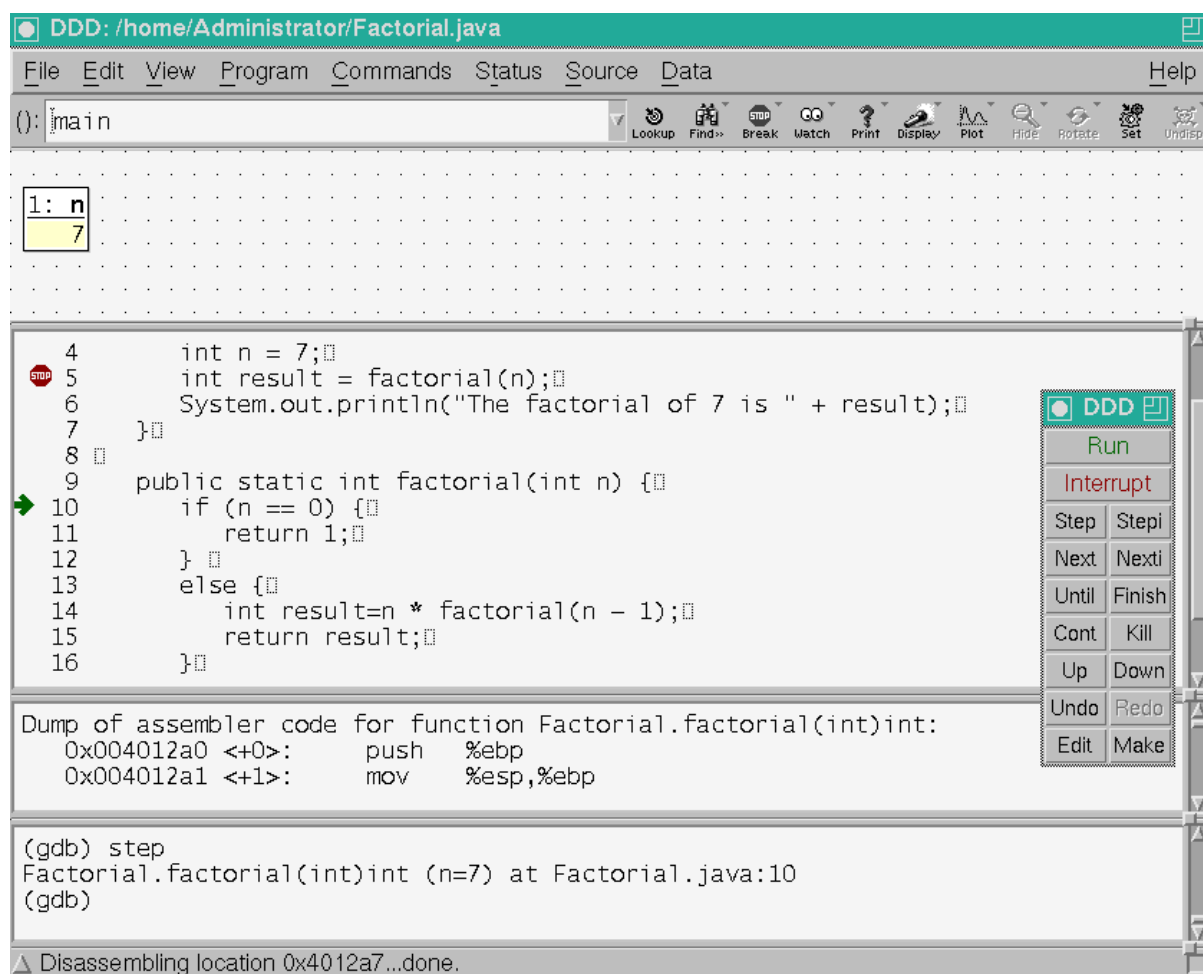 DDD: /home/Administrator/Factorial.java
File Edit View Program Commands Status Source Data Help
(): main
Lookup Find>> Break Watch Print Display Plot Hide Rotate Set Undisp
1: n
7
4 int n = 7;
STOP 5 int result = factorial(n);
6 System.out.println("The factorial of 7 is " + result);
7 }
8
9 public static int factorial(int n) {
10 if (n == 0) {
11 return 1;
12 }
13 else {
14 int result=n * factorial(n - 1);
15 return result;
16 }
DDD
Run
Interrupt
Step Stepi
Next Nexti
Until Finish
Cont Kill
Up Down
Undo Redo
Edit Make
Dump of assembler code for function Factorial.factorial(int)int:
0x004012a0 <+0>: push %ebp
0x004012a1 <+1>: mov %esp,%ebp
(gdb) step
Factorial.factorial(int)int (n=7) at Factorial.java:10
(gdb)
Disassembling location 0x4012a7...done.